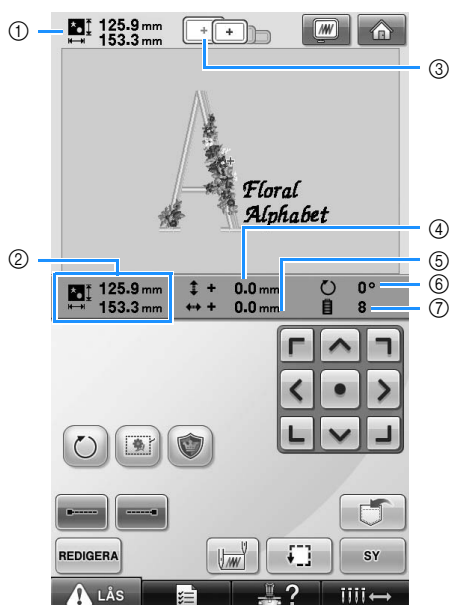 ① 125.9 mm
153.3 mm
③
Floral
Alphabet
④
② ⑤
125.9 mm + 0.0 mm 0° ⑥
153.3 mm + 0.0 mm 8 ⑦
REDIGERA SY
LÅS ?